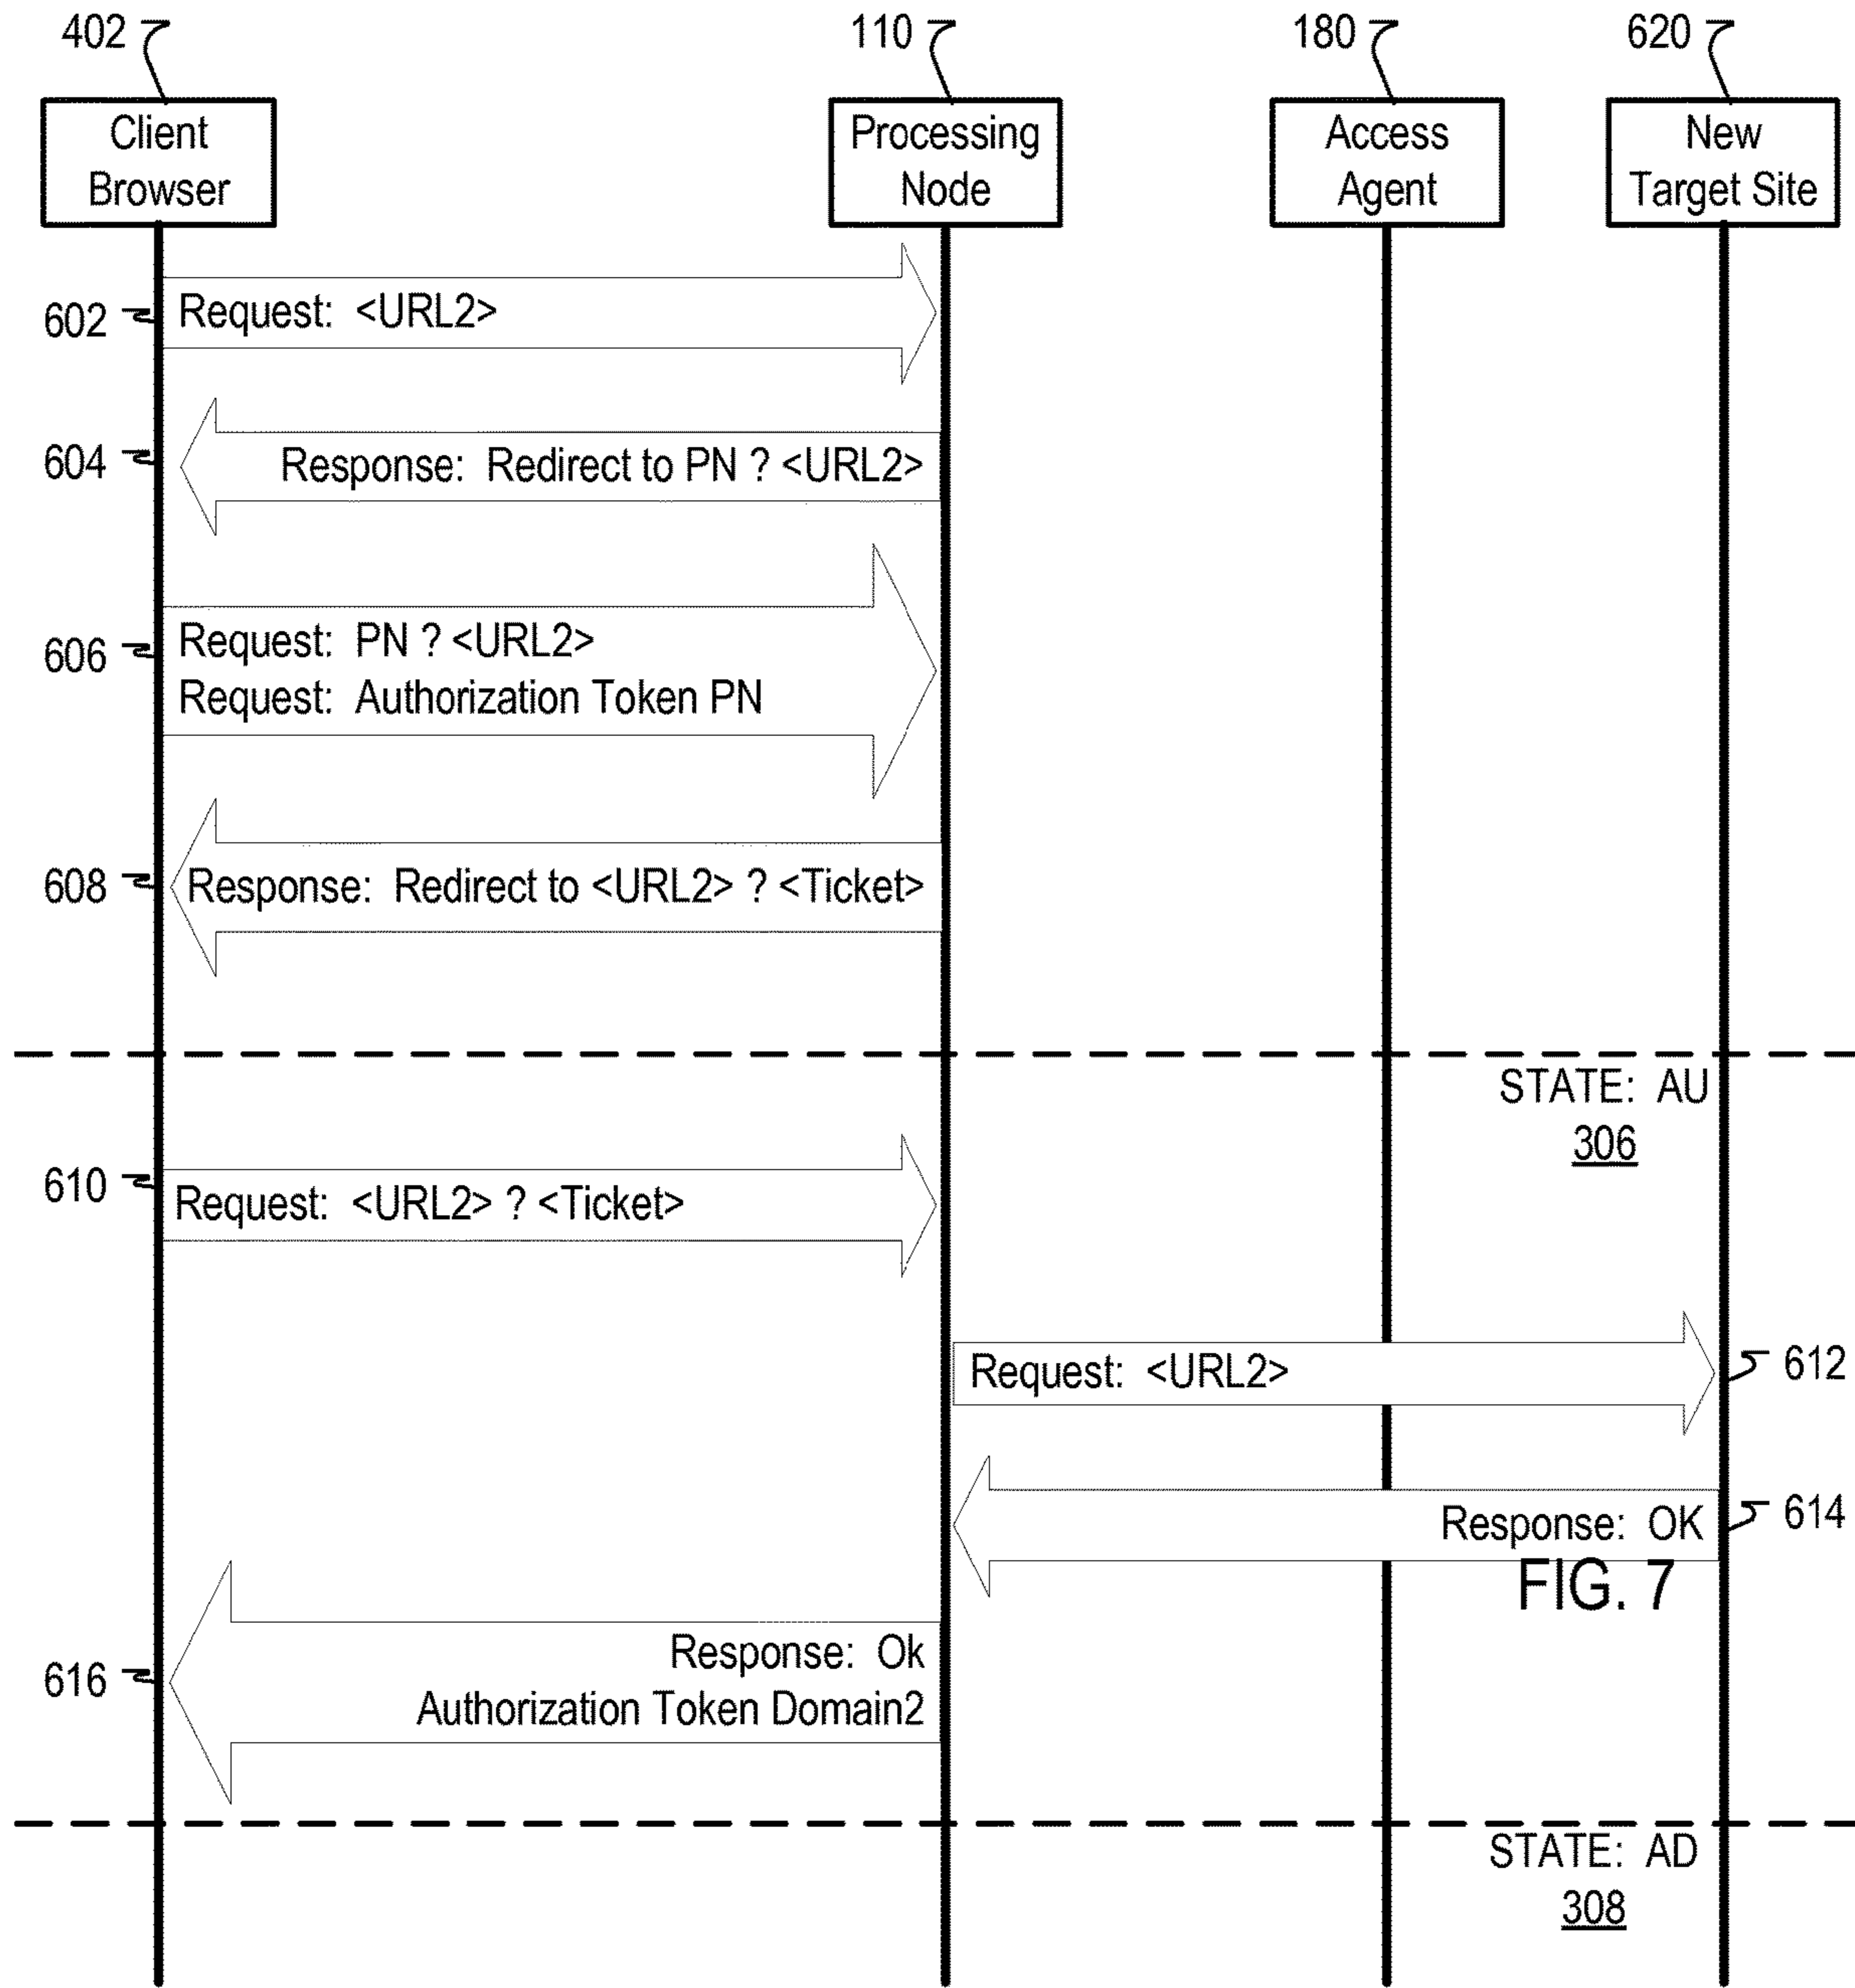 402
110
180
620
Client
Browser
Processing
Node
Access
Agent
New
Target Site
602
Request: <URL2>
604
Response: Redirect to PN ? <URL2>
606
Request: PN ? <URL2>
Request: Authorization Token PN
608
Response: Redirect to <URL2> ? <Ticket>
STATE: AU
306
610
Request: <URL2> ? <Ticket>
Request: <URL2>
612
Response: OK
614
FIG. 7
616
Response: Ok
Authorization Token Domain2
STATE: AD
308